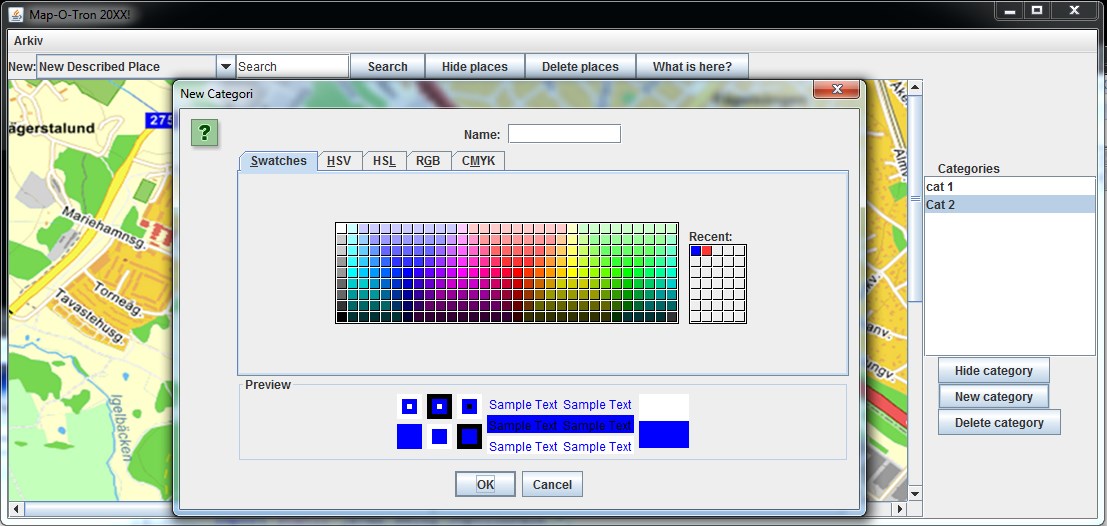 Map-O-Tron 20XX!
Arkiv
New: New Described Place Search Search Hide places Delete places What is here?
New Categori
ägerstalund
275
Mariehamnsg.
Torneåg.
Tavastehusg.
Igelbäcken
?
Name:
Swatches HSV HSL RGB CMYK
Recent:
Preview
Sample Text Sample Text
Sample Text Sample Text
Sample Text Sample Text
OK Cancel
Categories
cat 1
Cat 2
Hide category
New category
Delete category